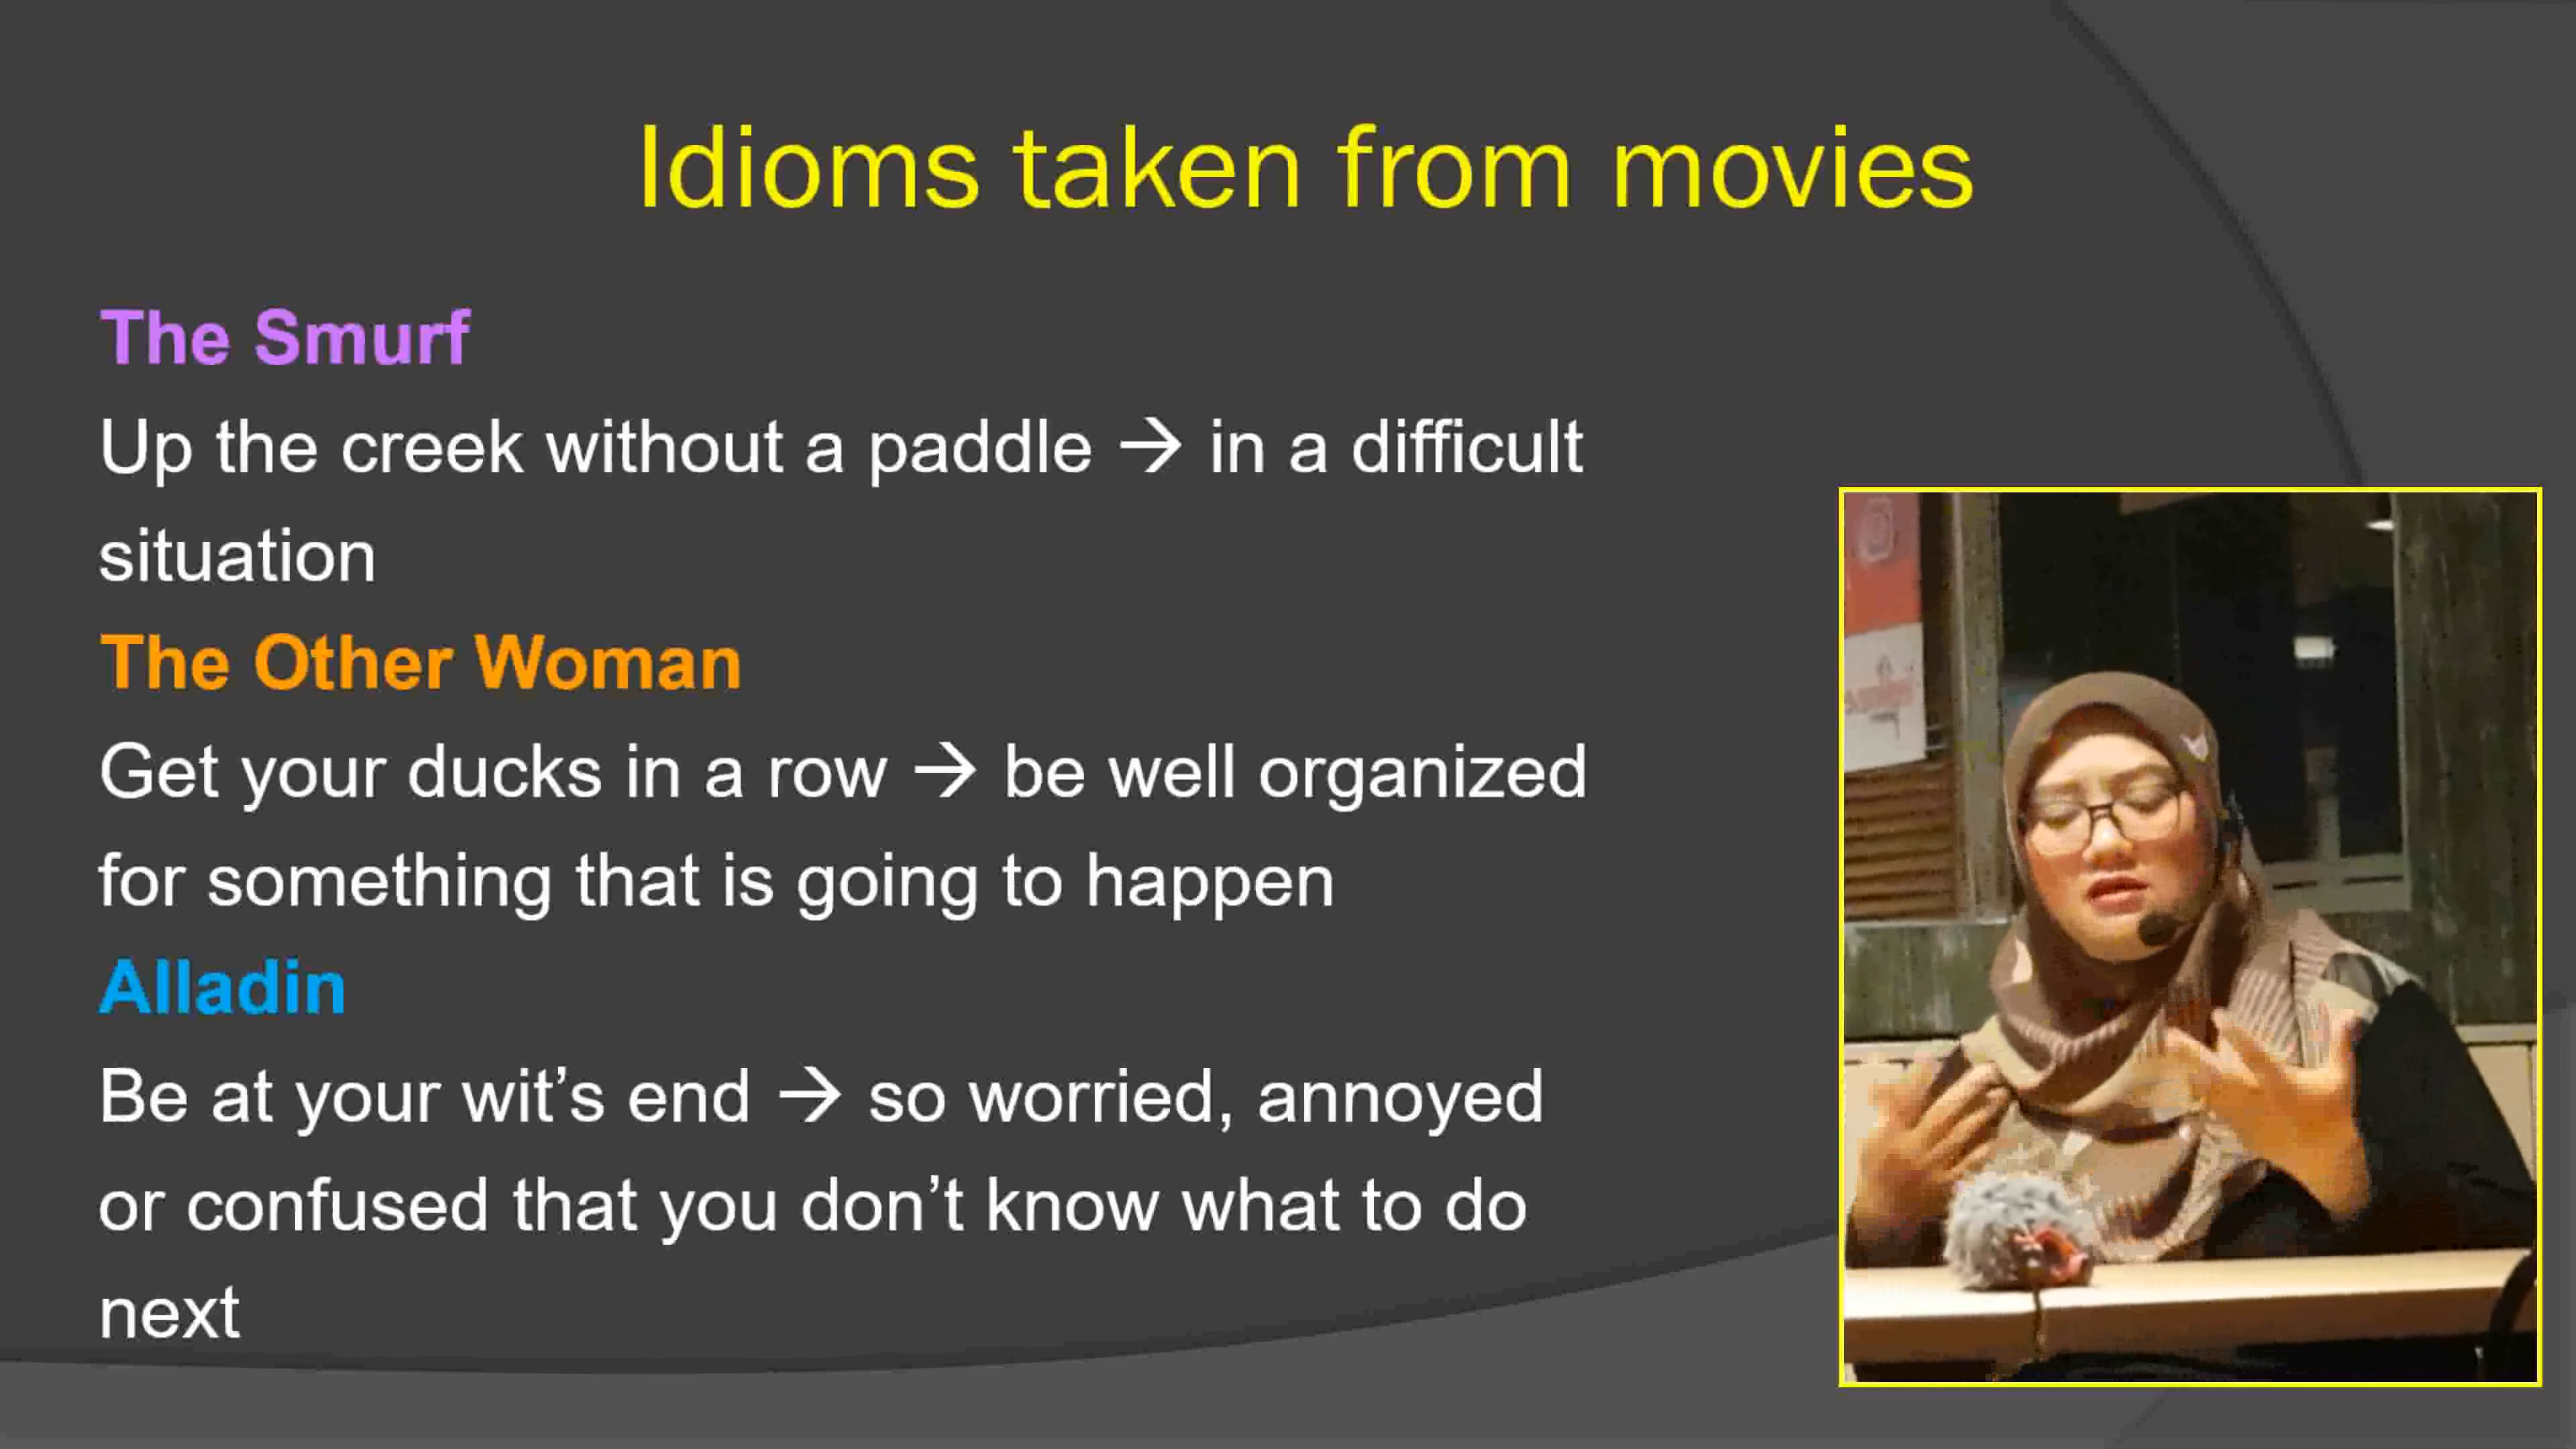 Idioms taken from movies
The Smurf
Up the creek without a paddle → in a difficult
situation
The Other Woman
Get your ducks in a row → be well organized
for something that is going to happen
Alladin
Be at your wit’s end → so worried, annoyed
or confused that you don’t know what to do
next